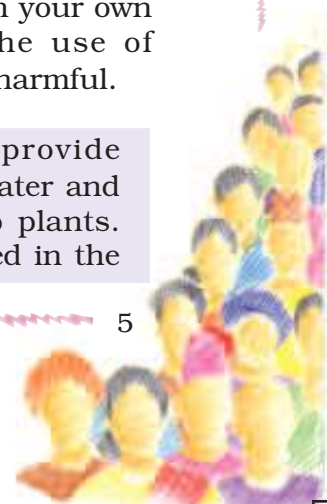 n your own
he use of
harmful.
provide
ater and
o plants.
ed in the
5